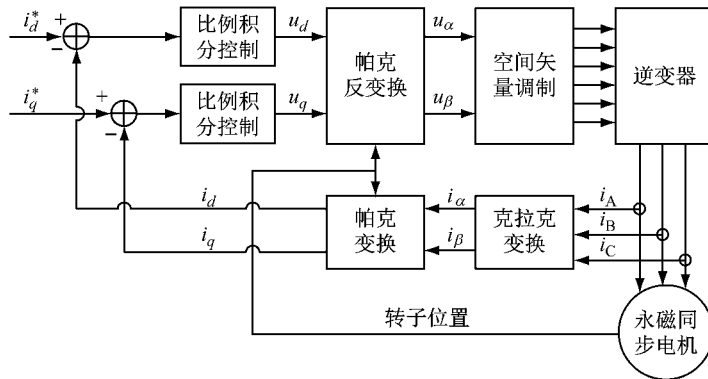 i_d^* + − 比例积 u_d 帕克 u_α 空间矢 逆变器
分控制 反变换 量调制
i_q^* + − 比例积 u_q u_β
分控制
i_d 帕克 i_α 克拉克 i_A
变换 变换 i_B
i_q i_β i_C
转子位置 永磁同
步电机